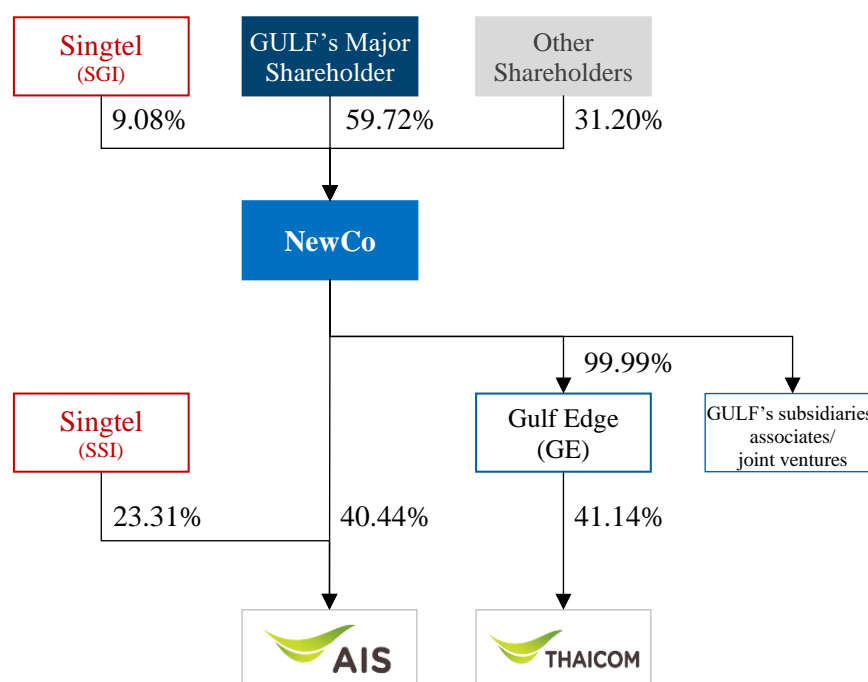 Singtel
(SGI)
GULF's Major
Shareholder
Other
Shareholders
9.08%
59.72%
31.20%
NewCo
99.99%
Singtel
(SSI)
Gulf Edge
(GE)
GULF's subsidiaries
associates/
joint ventures
23.31%
40.44%
41.14%
AIS
THAICOM